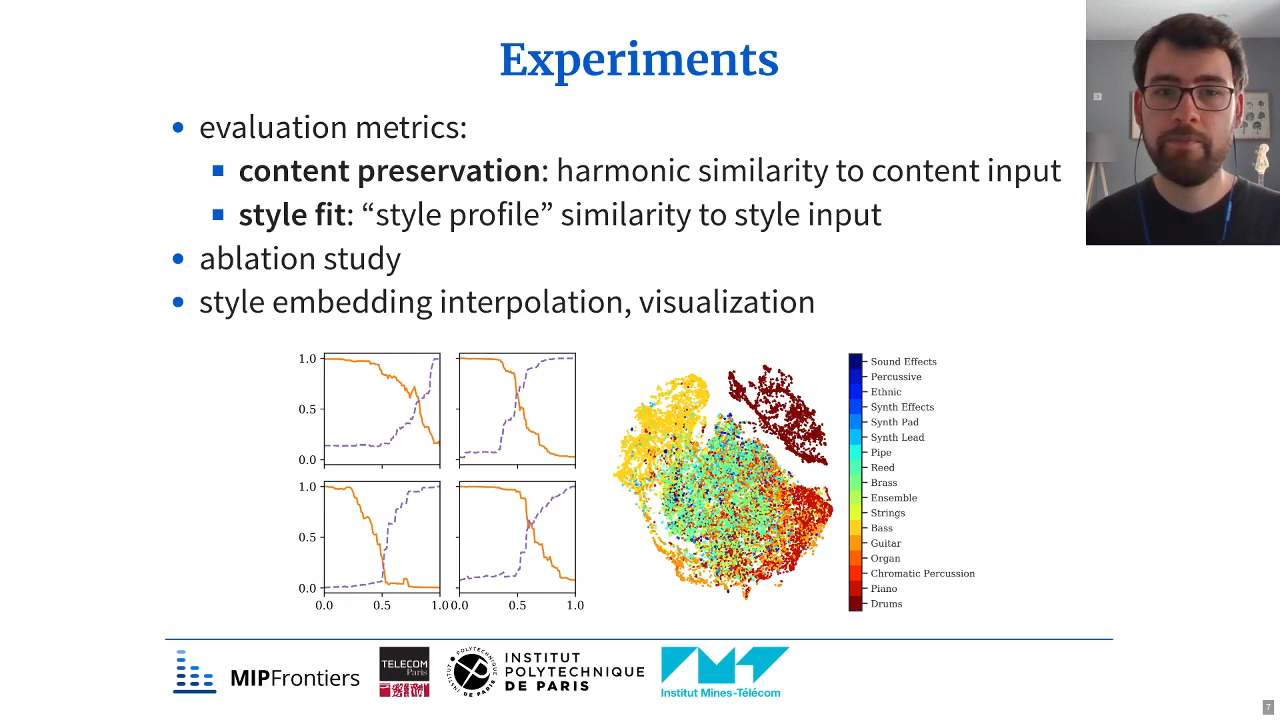 Experiments
evaluation metrics:
content preservation: harmonic similarity to content input
style fit: “style profile” similarity to style input
ablation study
style embedding interpolation, visualization
1.0
0.5
0.0
1.0
0.5
0.0
0.0 0.5 1.0 0.0 0.5 1.0
Sound Effects
Percussive
Ethnic
Synth Effects
Synth Pad
Synth Lead
Pipe
Reed
Brass
Ensemble
Strings
Bass
Guitar
Organ
Chromatic Percussion
Piano
Drums
MIPFrontiers
TELECOM
Paris
POLYTECHNIQUE
DE PARIS
INSTITUT
POLYTECHNIQUE
DE PARIS
Institut Mines-Télécom
7